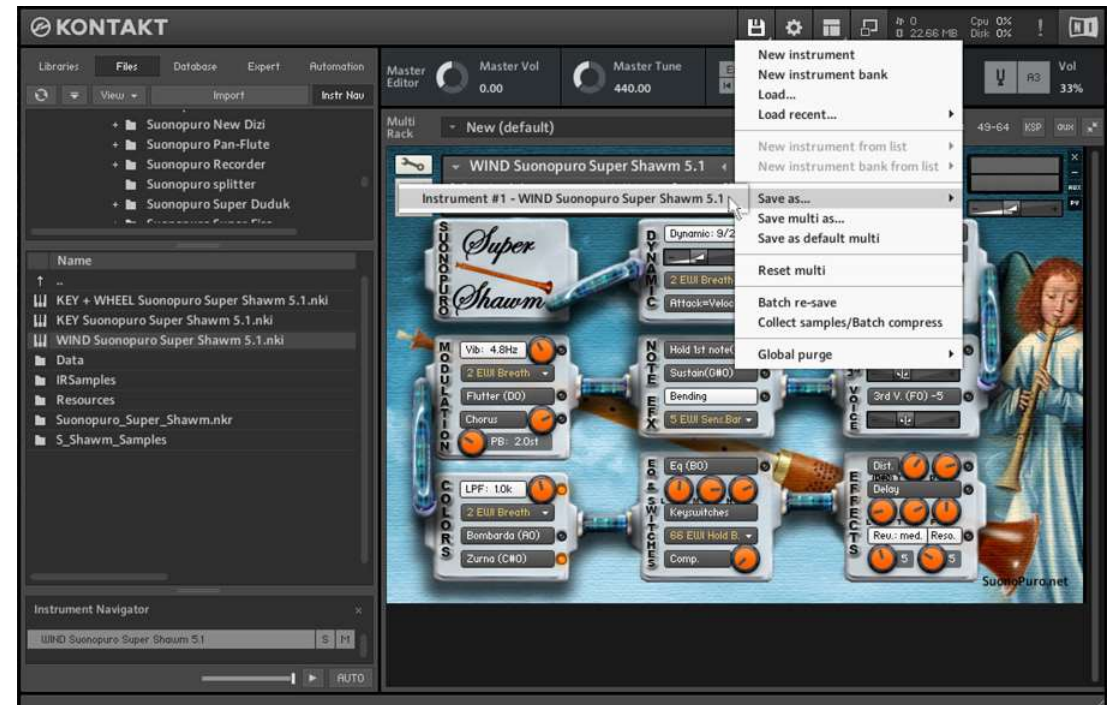 KONTAKT
0
22.66 MB
Cpu 0%
Disk 0%
!
Libraries Files Database Expert Automation
View Import Instr Nav
Suonopuro New Dizi
Suonopuro Pan-Flute
Suonopuro Recorder
Suonopuro splitter
Suonopuro Super Duduk
Name
..
KEY + WHEEL Suonopuro Super Shawm 5.1.nki
KEY Suonopuro Super Shawm 5.1.nki
WIND Suonopuro Super Shawm 5.1.nki
Data
IRSamples
Resources
Suonopuro_Super_Shawm.nkr
S_Shawm_Samples
Instrument Navigator ×
WIND Suonopuro Super Shawm 5.1 S M
AUTO
Master Editor
Master Vol
0.00
Master Tune
440.00
A3
Vol
33%
Multi Rack
New (default)
49-64 KSP AUX
WIND Suonopuro Super Shawm 5.1
AUX
PV
Instrument #1 - WIND Suonopuro Super Shawm 5.1
New instrument
New instrument bank
Load...
Load recent...
New instrument from list
New instrument bank from list
Save as...
Save multi as...
Save as default multi
Reset multi
Batch re-save
Collect samples/Batch compress
Global purge
SUONOPURO
Super
Shawm
DYNAMIC
Dynamic: 9/2
2 EWI Breath
Attack=Veloc
MODULATION
Vib: 4.8Hz
2 EWI Breath
Flutter (D0)
Chorus
PB: 2.0st
NOTE EFX
Hold 1st note(
Sustain(G#0)
Bending
5 EWI Sens.Bar
VOICE
3rd V. (F0) -5
COLORS
LPF: 1.0k
2 EWI Breath
Bombarda (A0)
Zurna (C#0)
EQ & SWITCHES
Eq (B0)
Keyswitches
66 EWI Hold B.
Comp.
EFFECTS
Dist.
Delay
Rev.: med. Reso.
5 5
SuonoPuro.net